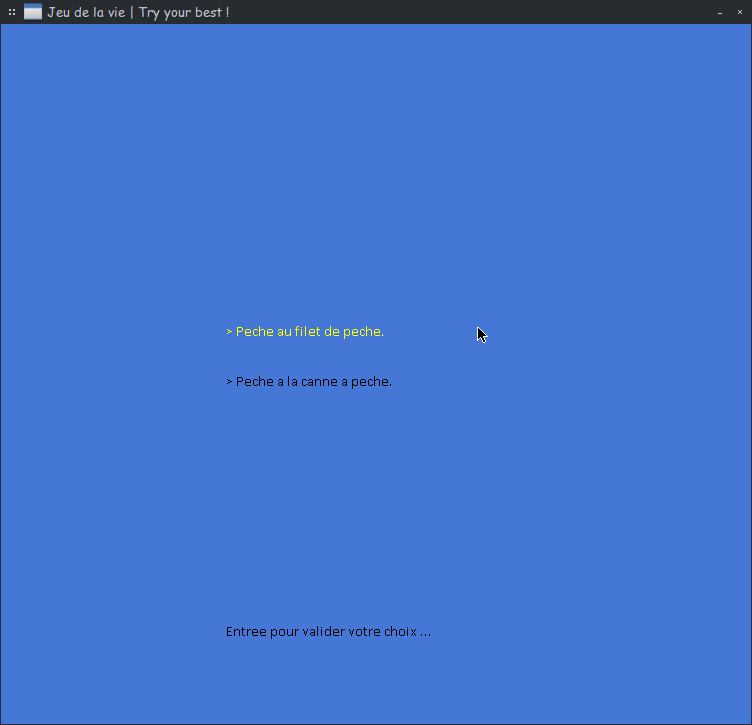 Jeu de la vie | Try your best !
> Peche au filet de peche.
> Peche a la canne a peche.
Entree pour valider votre choix ...